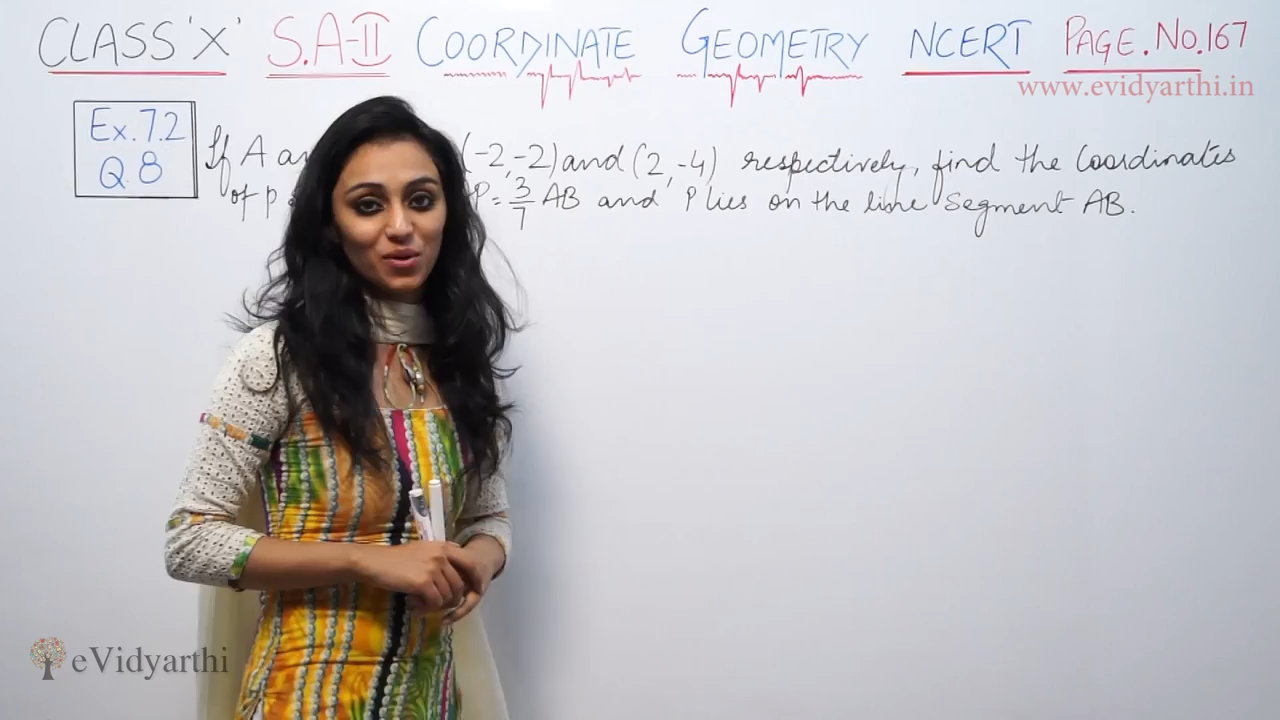 CLASS 'X' S.A-II COORDINATE GEOMETRY NCERT PAGE.No.167
www.evidyarthi.in
Ex.7.2
Q.8
If A an (-2,-2) and (2,-4) respectively, find the Coordinates
of p P = 3/7 AB and P lies on the line Segment AB.
eVidyarthi